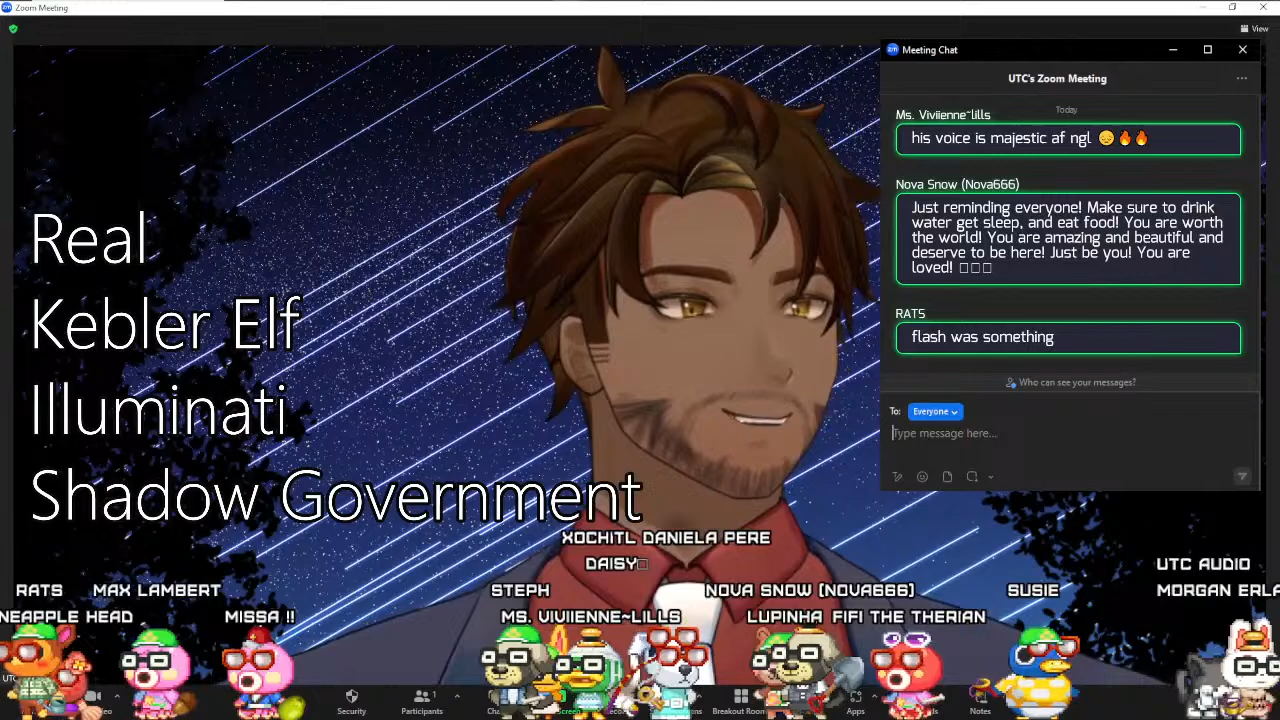 Zoom Meeting
View
Meeting Chat
UTC's Zoom Meeting
Today
Ms. Viviienne~lills
his voice is majestic af ngl 😔🔥🔥
Nova Snow (Nova666)
Just reminding everyone! Make sure to drink
water get sleep, and eat food! You are worth
the world! You are amazing and beautiful and
deserve to be here! Just be you! You are
loved! □□□
RATS
flash was something
Who can see your messages?
To: Everyone
Type message here...
Real
Kebler Elf
Illuminati
Shadow Government
XOCHITL DANIELA PERE
DAISY□
UTC AUDIO
RATS MAX LAMBERT STEPH NOVA SNOW (NOVA666) SUSIE MORGAN ERLA
NEAPPLE HEAD MISSA !! MS. VIVIIENNE~LILLS LUPINHA FIFI THE THERIAN
UTC
Security Participants 1 Breakout Roo Apps Notes